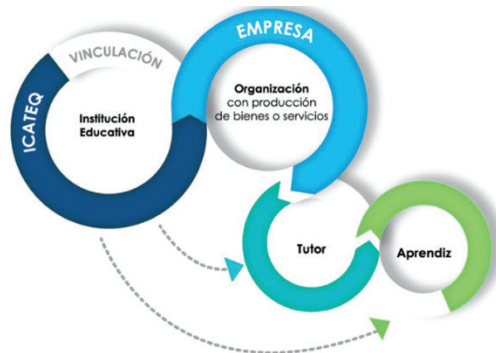 VINCULACIÓN
ICATEQ
Institución
Educativa
EMPRESA
Organización
con producción
de bienes o servicios
Tutor
Aprendiz